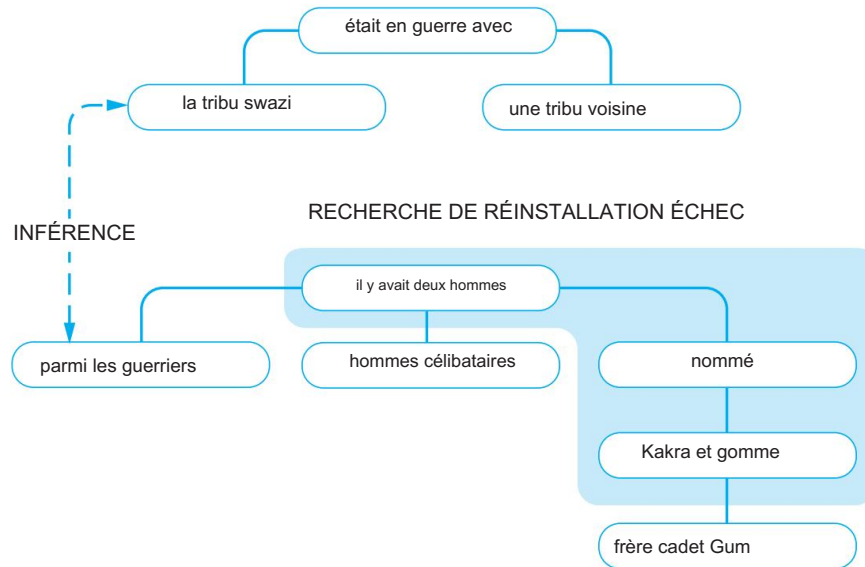 était en guerre avec
la tribu swazi
une tribu voisine
RECHERCHE DE RÉINSTALLATION ÉCHEC
INFÉRENCE
il y avait deux hommes
parmi les guerriers
hommes célibataires
nommé
Kakra et gomme
frère cadet Gum